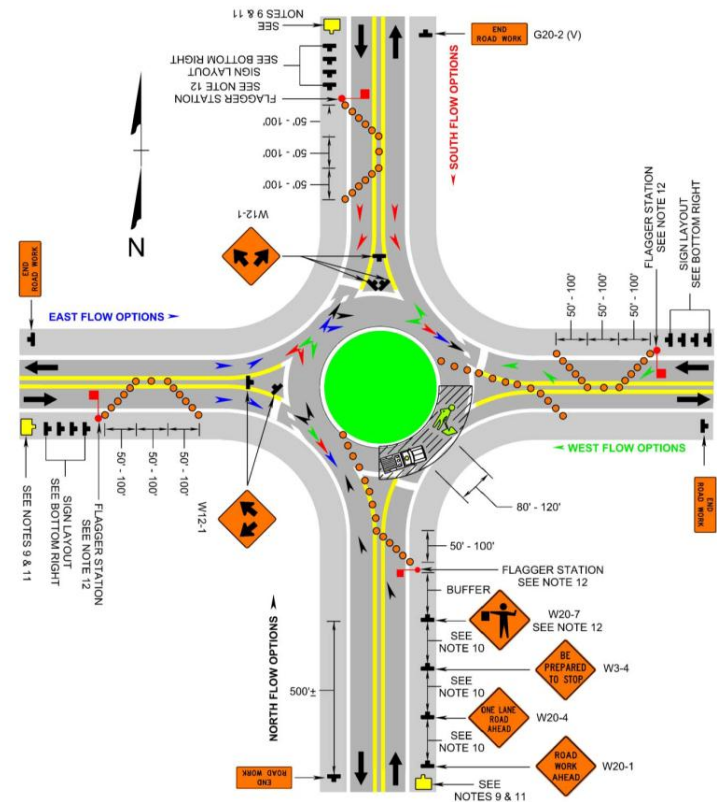 SEE
NOTES 9 & 11
SEE BOTTOM RIGHT
SIGN LAYOUT
SEE NOTE 12
FLAGGER STATION
50' - 100'
50' - 100'
50' - 100'
W12-1
END
ROAD WORK
G20-2 (V)
SOUTH FLOW OPTIONS
N
END
ROAD WORK
EAST FLOW OPTIONS
FLAGGER STATION
SEE NOTE 12
SIGN LAYOUT
SEE BOTTOM RIGHT
50' - 100'
50' - 100'
50' - 100'
WEST FLOW OPTIONS
END
ROAD WORK
50' - 100'
50' - 100'
50' - 100'
SEE NOTES 9 & 11
SIGN LAYOUT
SEE BOTTOM RIGHT
FLAGGER STATION
SEE NOTE 12
W12-1
80' - 120'
50' - 100'
FLAGGER STATION
SEE NOTE 12
BUFFER
W20-7
SEE NOTE 12
SEE
NOTE 10
BE
PREPARED
TO STOP
W3-4
SEE
NOTE 10
ONE LANE
ROAD
AHEAD
W20-4
SEE
NOTE 10
ROAD
WORK
AHEAD
W20-1
SEE
NOTES 9 & 11
NORTH FLOW OPTIONS
500'±
END
ROAD WORK